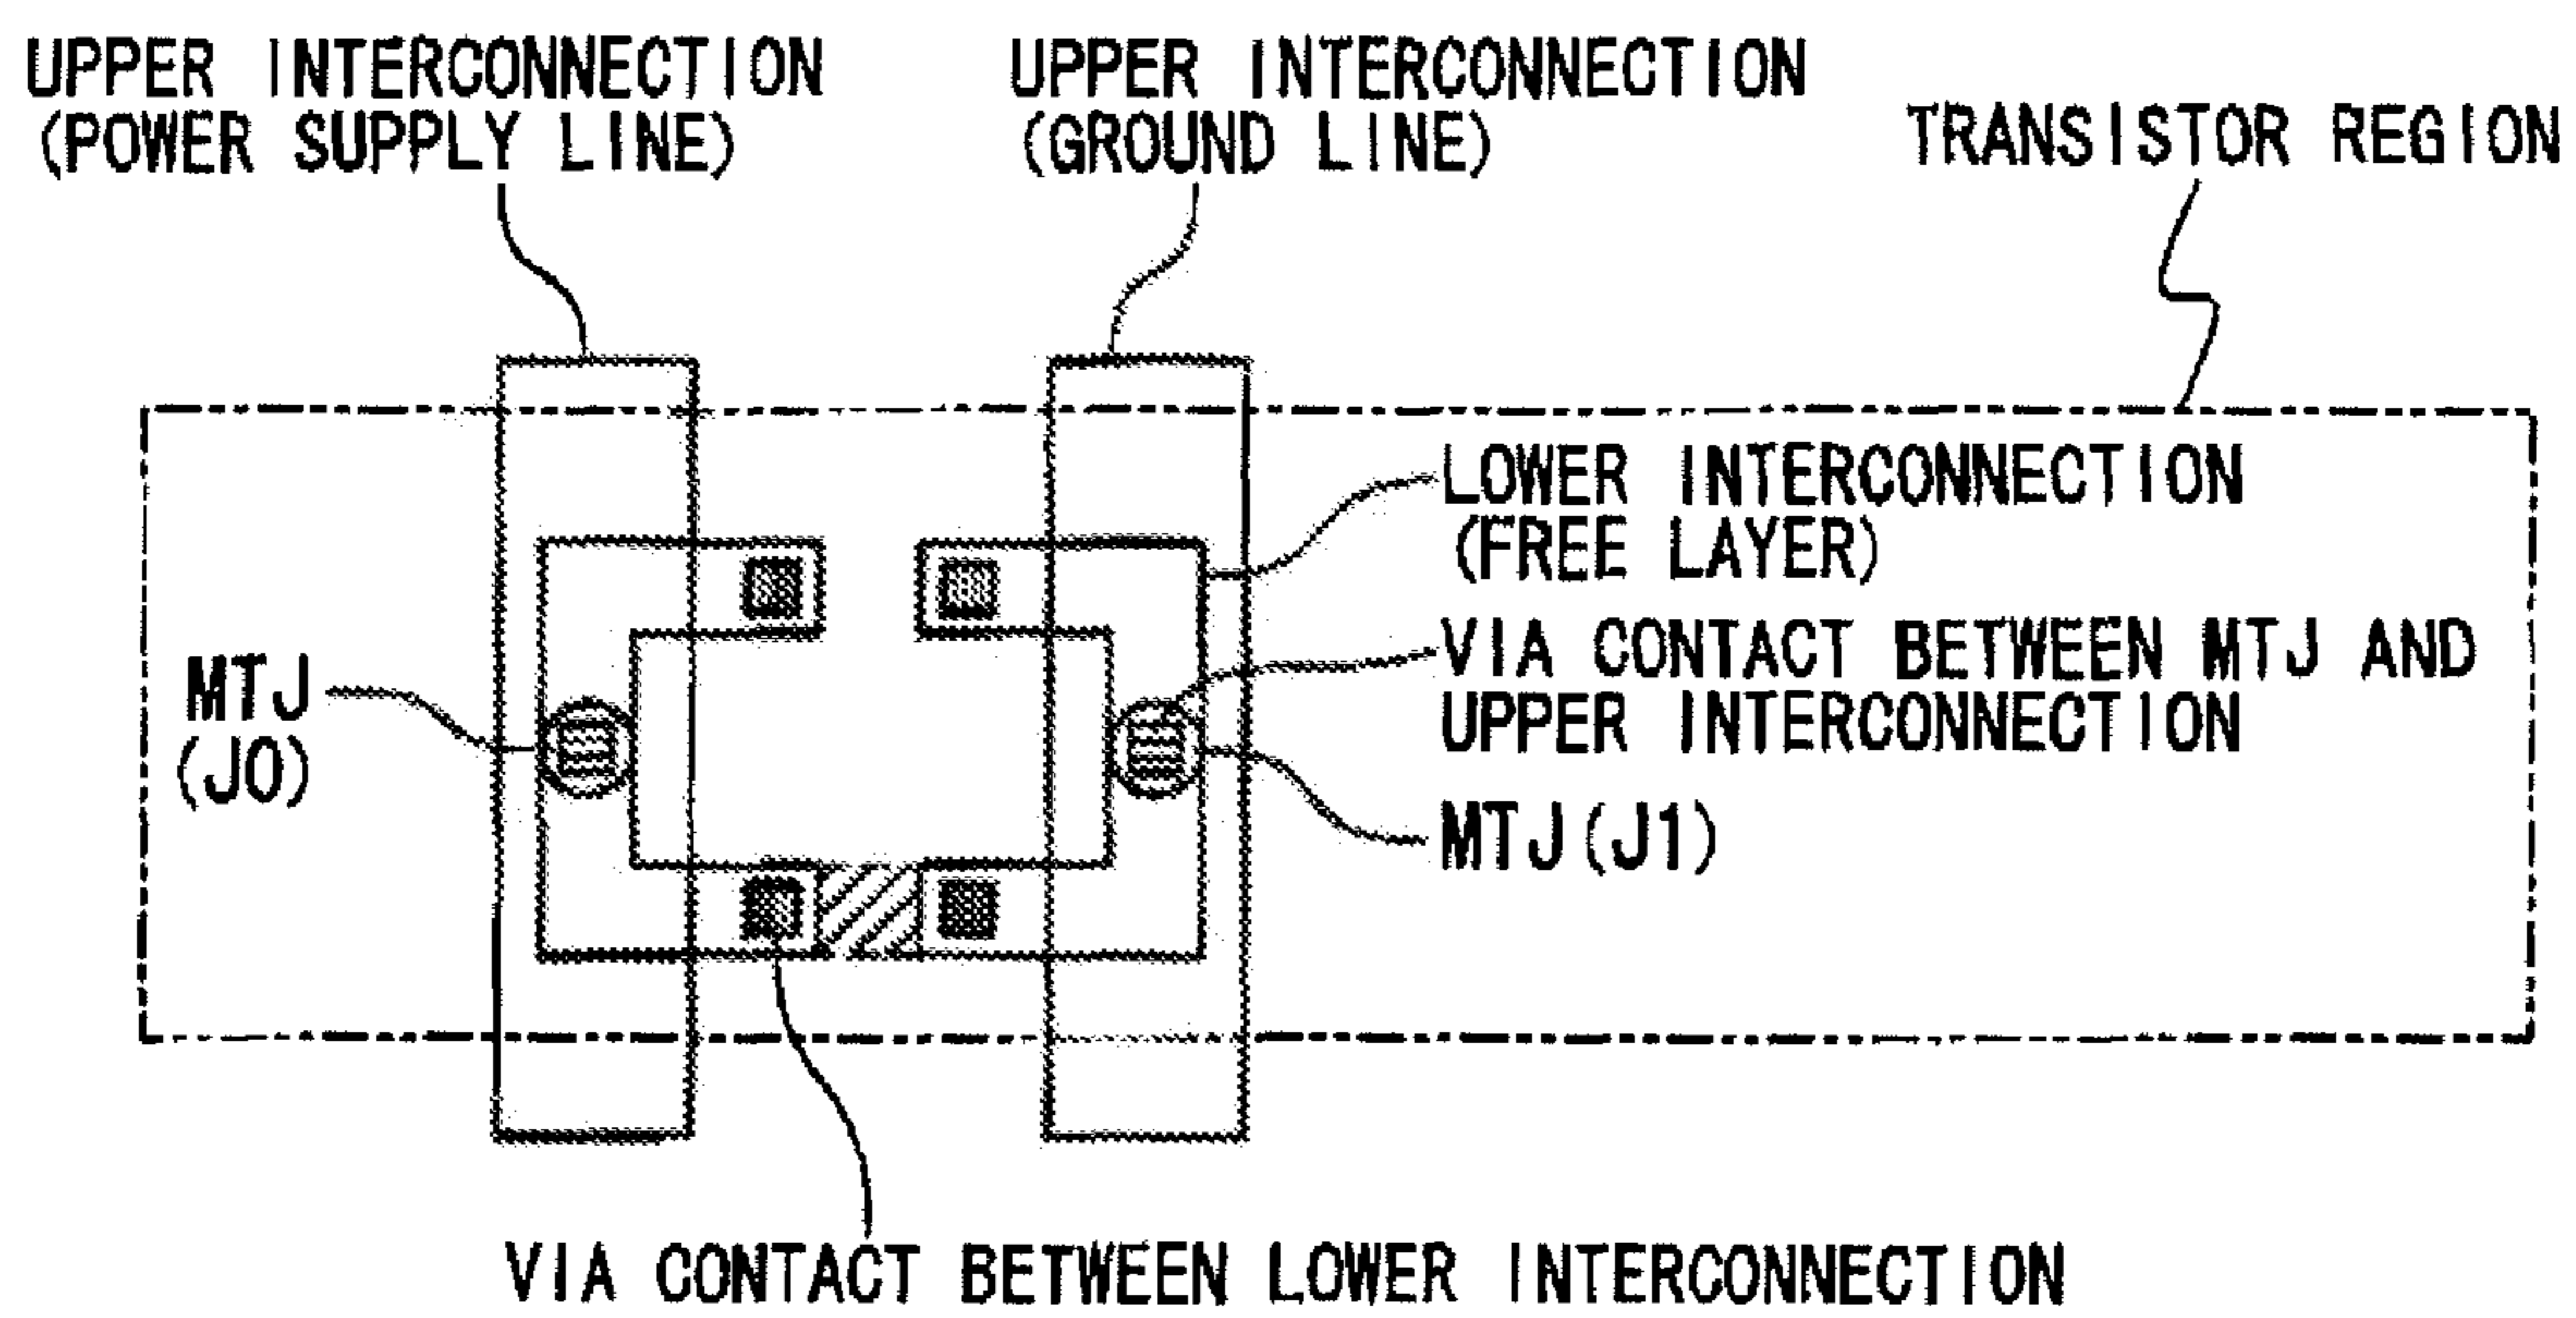 UPPER INTERCONNECTION
(POWER SUPPLY LINE)
UPPER INTERCONNECTION
(GROUND LINE)
TRANSISTOR REGION
LOWER INTERCONNECTION
(FREE LAYER)
VIA CONTACT BETWEEN MTJ AND
UPPER INTERCONNECTION
MTJ
(J0)
MTJ(J1)
VIA CONTACT BETWEEN LOWER INTERCONNECTION